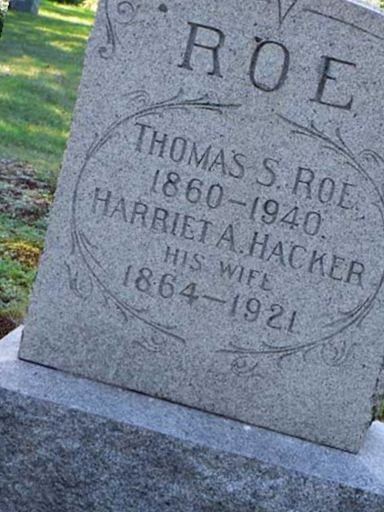 ROE
THOMAS S. ROE.
1860–1940.
HARRIET A. HACKER
HIS WIFE
1864–1921